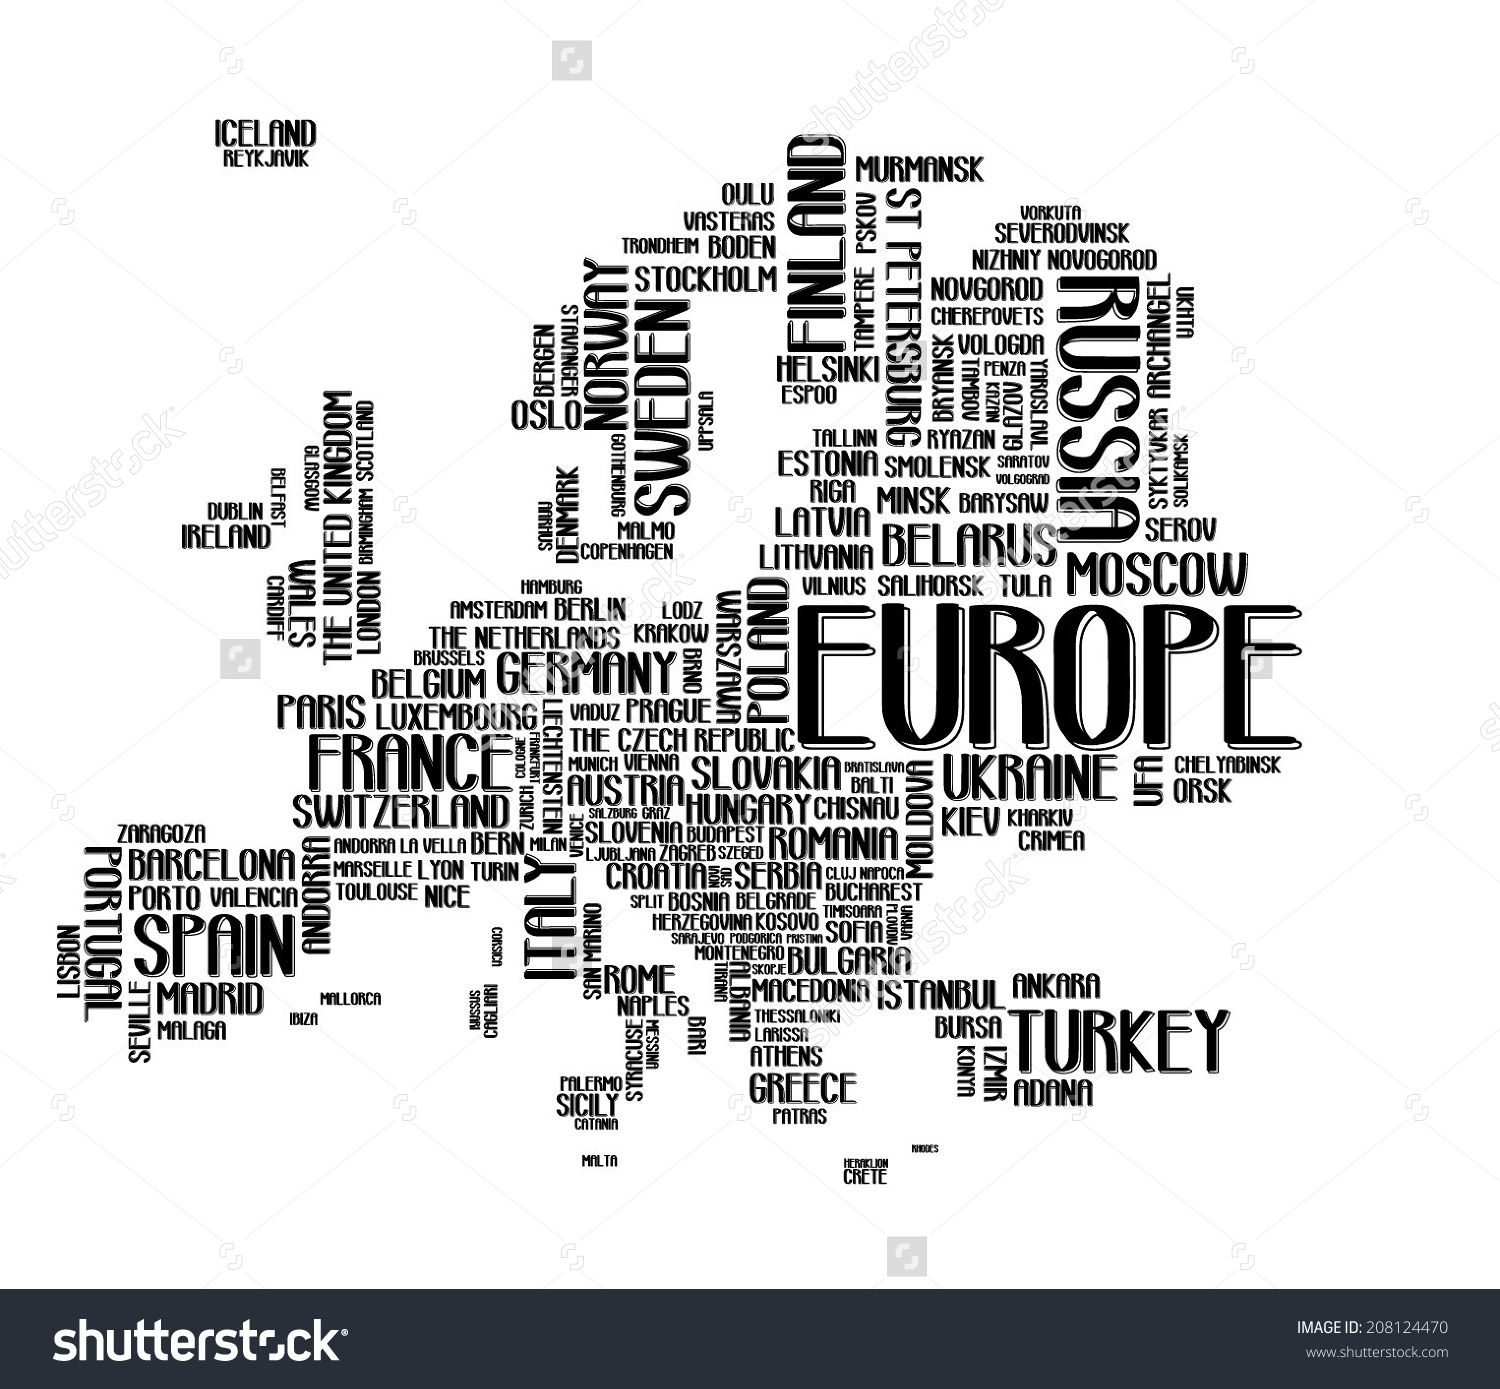 ICELAND
REYKJAVIK
FINLAND
MURMANSK
OULU
VASTERAS
TRONDHEIM
BODEN
STOCKHOLM
PSKOV
TAMPERE
ST PETERSBURG
VORKUTA
SEVERODVINSK
NIZHNIY NOVOGOROD
NOVGOROD
CHEREPOVETS
VOLOGDA
BRYANSK
TAMBOV
PENZA
KAZAN
GLAZOV
YAROSLAVL
RUSSIA
ARCHANGEL
UKHTA
SYKTYVKAR
SOLIKAMSK
NORWAY
SWEDEN
STAVANGER
BERGEN
OSLO
UPPSALA
GOTHENBURG
HELSINKI
ESPOO
TALLINN
RYAZAN
ESTONIA
SMOLENSK
SARATOV
VOLGOGRAD
RIGA
MINSK
BARYSAW
LATVIA
BELARUS
SEROV
LITHVANIA
MOSCOW
VILNIUS
SALIHORSK
TULA
THE UNITED KINGDOM
SCOTLAND
GLASGOW
BELFAST
BIRMINGHAM
DUBLIN
IRELAND
WALES
CARDIFF
LONDON
AARHUS
DENMARK
MALMO
COPENHAGEN
HAMBURG
AMSTERDAM
BERLIN
LODZ
THE NETHERLANDS
KRAKOW
WARSZAWA
POLAND
EUROPE
BRUSSELS
GERMANY
BRNO
BELGIUM
PARIS
LUXEMBOURG
LIECHTENSTEIN
VADUZ
PRAGUE
FRANCE
COLOGNE
FRANKFURT
THE CZECH REPUBLIC
MUNICH
VIENNA
SLOVAKIA
BRATISLAVA
BALTI
MOLDOVA
UKRAINE
UFA
CHELYABINSK
ORSK
AUSTRIA
SWITZERLAND
ZURICH
SALZBURG
GRAZ
HUNGARY
CHISNAU
KIEV
KHARKIV
CRIMEA
ZARAGOZA
ANDORRA
ANDORRA LA VELLA
BERN
MILAN
VENICE
SLOVENIA
BUDAPEST
ROMANIA
PORTUGAL
BARCELONA
MARSEILLE
LYON
TURIN
ITALY
LJUBLJANA
ZAGREB
SZEGED
CROATIA
NOVI SAD
SERBIA
CLUJ NAPOCA
PORTO
VALENCIA
TOULOUSE
NICE
SPLIT
BOSNIA
BELGRADE
BUCHAREST
SPAIN
SAN MARINO
HERZEGOVINA
KOSOVO
TIMISOARA
PLOVDIV
VARNA
SARAJEVO
PODGORICA
PRISTINA
SOFIA
LISBON
CORSICA
ROME
MONTENEGRO
TIRANA
ALBANIA
SKOPJE
BULGARIA
SEVILLE
MADRID
MALLORCA
SASSARI
CAGLIARI
NAPLES
MACEDONIA
ISTANBUL
ANKARA
MALAGA
IBIZA
SYRACUSE
MESSINA
BARI
THESSALONIKI
BURSA
TURKEY
LARISSA
ATHENS
KONYA
IZMIR
PALERMO
GREECE
ADANA
SICILY
CATANIA
PATRAS
MALTA
RHODES
HERAKLION
CRETE
shutterstock
IMAGE ID: 208124470
www.shutterstock.com